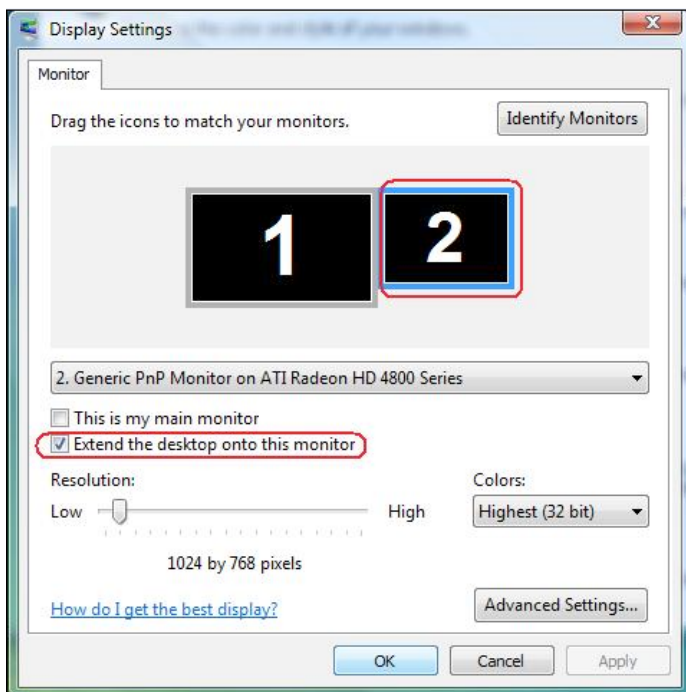 Display Settings
Monitor
Drag the icons to match your monitors.
Identify Monitors
1
2
2. Generic PnP Monitor on ATI Radeon HD 4800 Series
This is my main monitor
Extend the desktop onto this monitor
Resolution:
Colors:
Low
High
Highest (32 bit)
1024 by 768 pixels
How do I get the best display?
Advanced Settings...
OK
Cancel
Apply